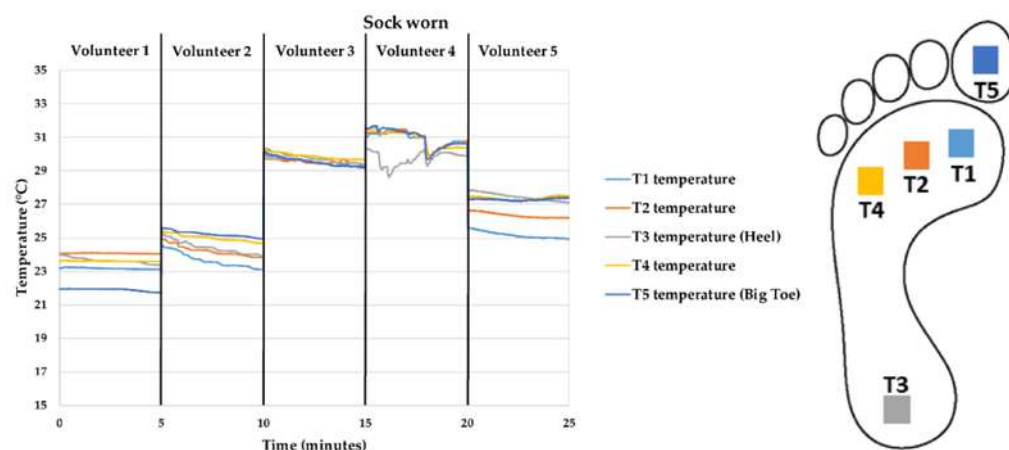 Sock worn
Volunteer 1
Volunteer 2
Volunteer 3
Volunteer 4
Volunteer 5
Temperature (°C)
35
33
31
29
27
25
23
21
19
17
15
0
5
10
15
20
25
Time (minutes)
T1 temperature
T2 temperature
T3 temperature (Heel)
T4 temperature
T5 temperature (Big Toe)
T5
T1
T2
T4
T3